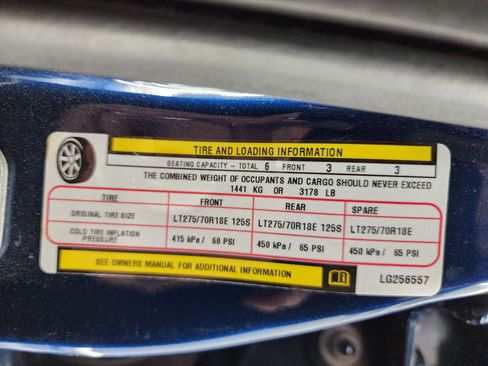 TIRE AND LOADING INFORMATION
SEATING CAPACITY - TOTAL 6 FRONT 3 REAR 3
THE COMBINED WEIGHT OF OCCUPANTS AND CARGO SHOULD NEVER EXCEED
1441 KG OR 3178 LB
TIRE FRONT REAR SPARE
ORIGINAL TIRE SIZE LT275/70R18E 125S LT275/70R18E 125S LT275/70R18E
COLD TIRE INFLATION PRESSURE 415 kPa / 60 PSI 450 kPa / 65 PSI 450 kPa / 65 PSI
SEE OWNERS MANUAL FOR ADDITIONAL INFORMATION LG256557